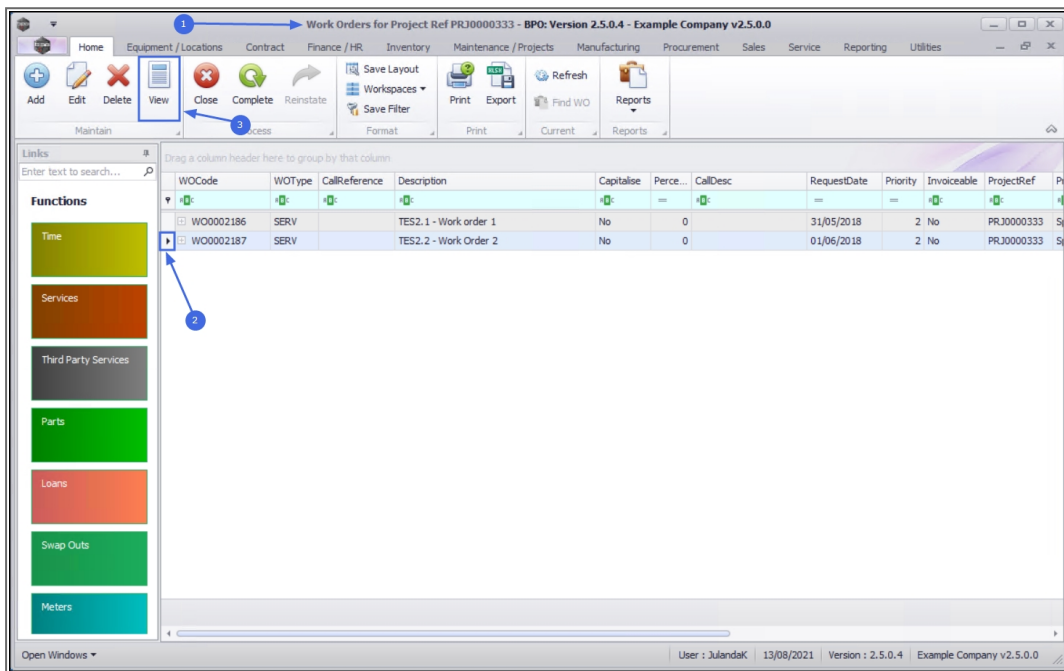 1
Work Orders for Project Ref PRJ0000333 - BPO: Version 2.5.0.4 - Example Company v2.5.0.0
Home Equipment / Locations Contract Finance / HR Inventory Maintenance / Projects Manufacturing Procurement Sales Service Reporting Utilities
Add Edit Delete View Close Complete Reinstate
Save Layout
Workspaces
Save Filter
Print Export
Refresh
Find WO
Reports
3
Maintain Format Print Current Reports
Links
Enter text to search...
Drag a column header here to group by that column
WOCode WOType CallReference Description Capitalise Perce... CallDesc RequestDate Priority Invoiceable ProjectRef
WO0002186 SERV TES2.1 - Work order 1 No 0 31/05/2018 2 No PRJ0000333
WO0002187 SERV TES2.2 - Work Order 2 No 0 01/06/2018 2 No PRJ0000333
2
Functions
Time
Services
Third Party Services
Parts
Loans
Swap Outs
Meters
Open Windows
User : JulandaK 13/08/2021 Version : 2.5.0.4 Example Company v2.5.0.0